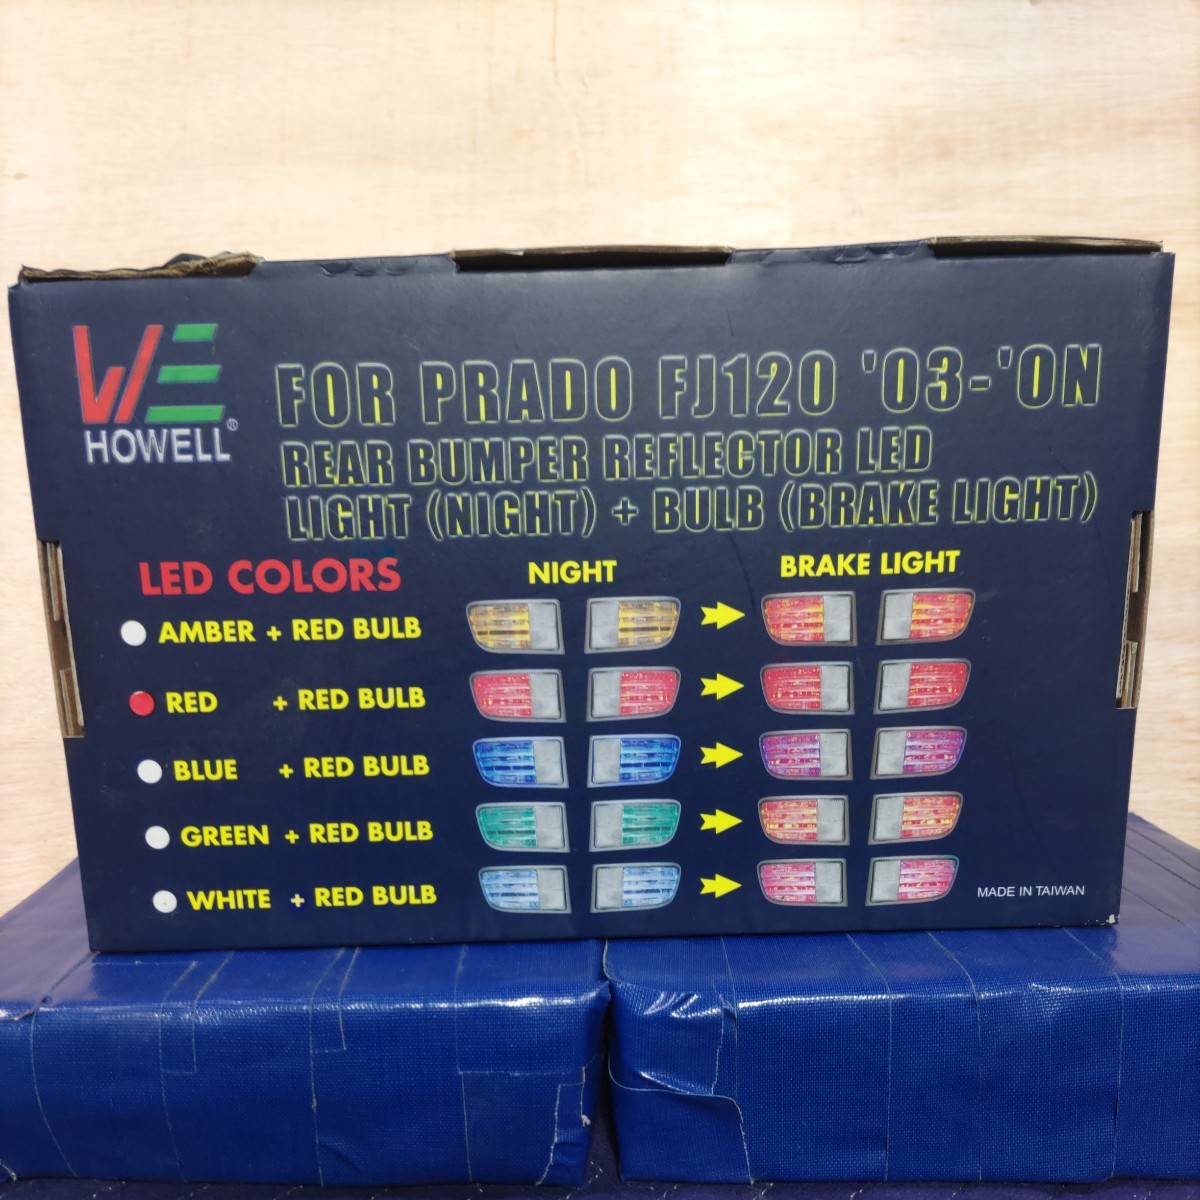 WE
HOWELL®
FOR PRADO FJ120 '03-'ON
REAR BUMPER REFLECTOR LED
LIGHT (NIGHT) + BULB (BRAKE LIGHT)
LED COLORS NIGHT BRAKE LIGHT
AMBER + RED BULB
RED + RED BULB
BLUE + RED BULB
GREEN + RED BULB
WHITE + RED BULB
MADE IN TAIWAN